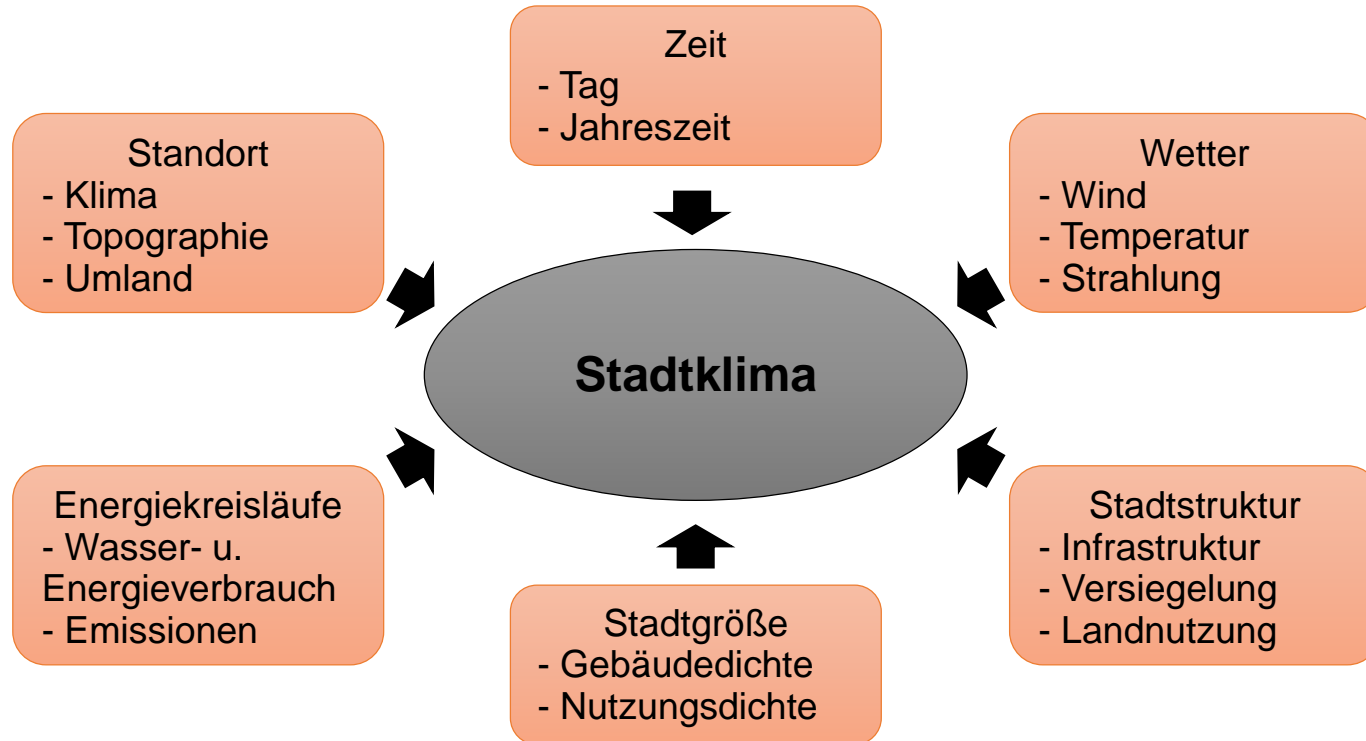 Zeit
- Tag
- Jahreszeit
Standort
- Klima
- Topographie
- Umland
Wetter
- Wind
- Temperatur
- Strahlung
Stadtklima
Energiekreisläufe
- Wasser- u.
Energieverbrauch
- Emissionen
Stadtgröße
- Gebäudedichte
- Nutzungsdichte
Stadtstruktur
- Infrastruktur
- Versiegelung
- Landnutzung